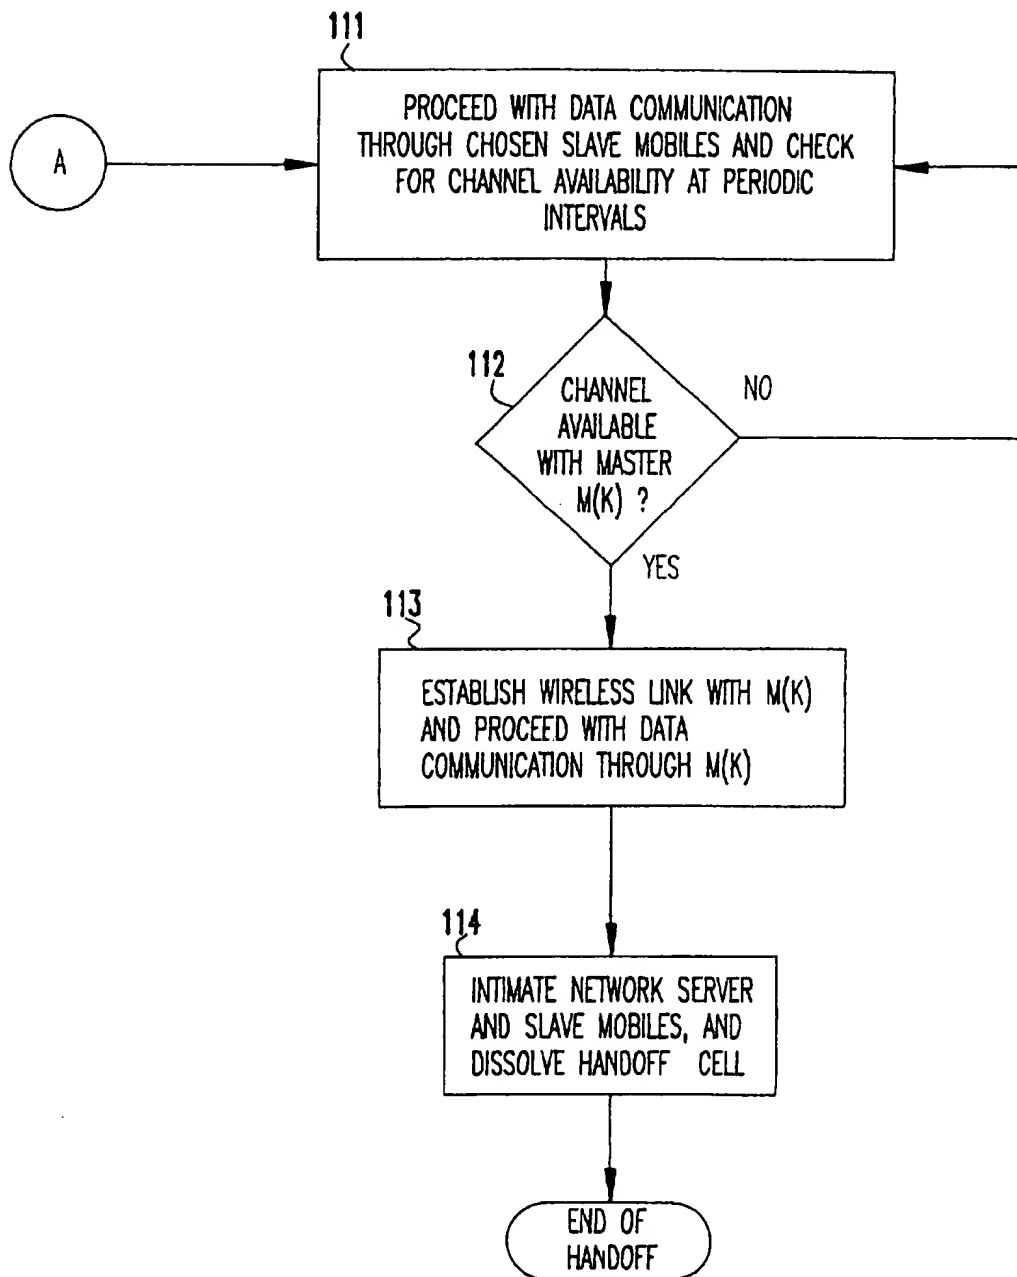 111
PROCEED WITH DATA COMMUNICATION
THROUGH CHOSEN SLAVE MOBILES AND CHECK
FOR CHANNEL AVAILABILITY AT PERIODIC
INTERVALS
A
112
CHANNEL
AVAILABLE
WITH MASTER
M(K) ?
NO
YES
113
ESTABLISH WIRELESS LINK WITH M(K)
AND PROCEED WITH DATA
COMMUNICATION THROUGH M(K)
114
INTIMATE NETWORK SERVER
AND SLAVE MOBILES, AND
DISSOLVE HANDOFF CELL
END OF
HANDOFF